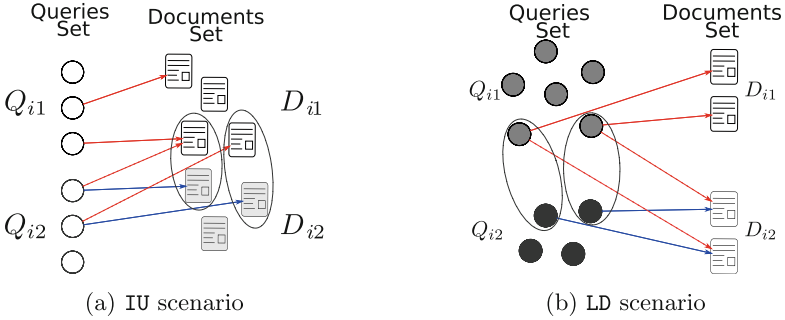 Queries
Set
Documents
Set
Q_{i1}
D_{i1}
Q_{i2}
D_{i2}
(a) IU scenario
Queries
Set
Documents
Set
Q_{i1}
D_{i1}
Q_{i2}
D_{i2}
(b) LD scenario